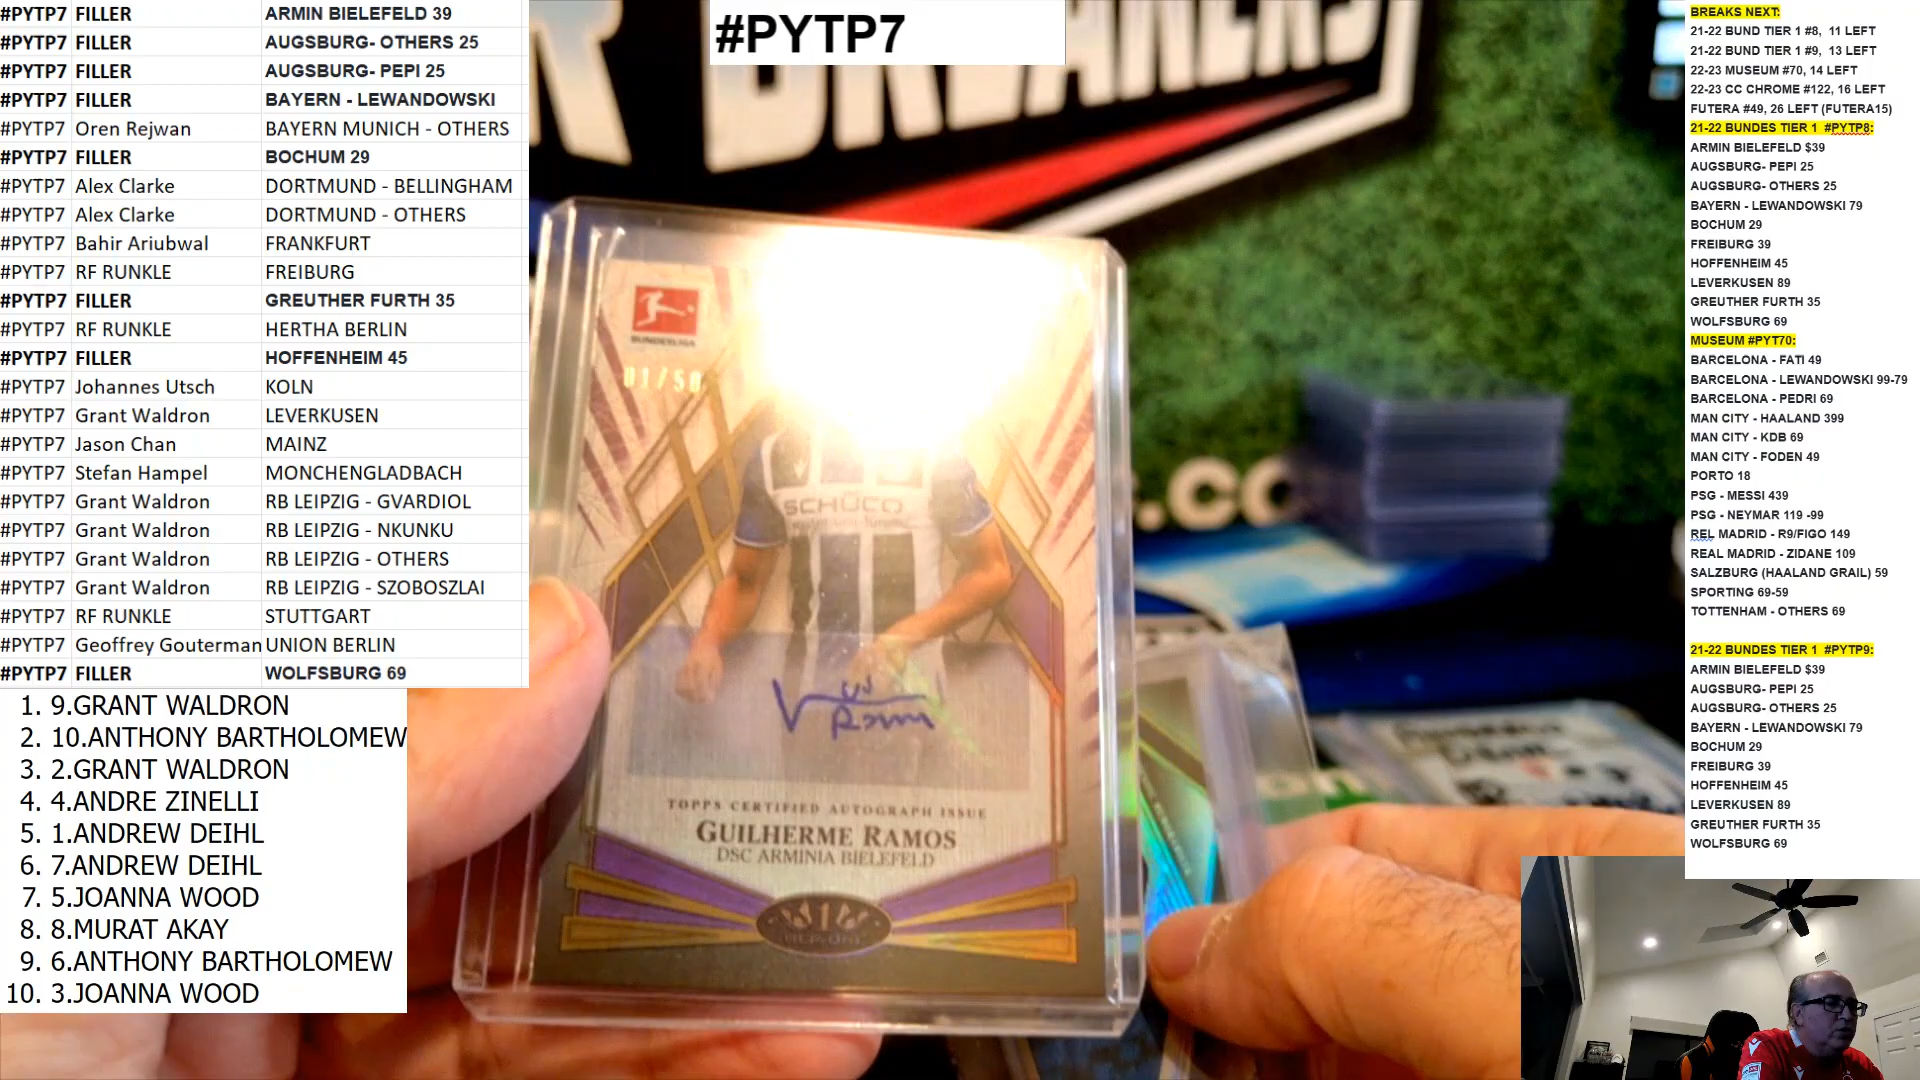 #PYTP7 FILLER ARMIN BIELEFELD 39
#PYTP7 FILLER AUGSBURG- OTHERS 25
#PYTP7 FILLER AUGSBURG- PEPI 25
#PYTP7 FILLER BAYERN - LEWANDOWSKI
#PYTP7 Oren Rejwan BAYERN MUNICH - OTHERS
#PYTP7 FILLER BOCHUM 29
#PYTP7 Alex Clarke DORTMUND - BELLINGHAM
#PYTP7 Alex Clarke DORTMUND - OTHERS
#PYTP7 Bahir Ariubwal FRANKFURT
#PYTP7 RF RUNKLE FREIBURG
#PYTP7 FILLER GREUTHER FURTH 35
#PYTP7 RF RUNKLE HERTHA BERLIN
#PYTP7 FILLER HOFFENHEIM 45
#PYTP7 Johannes Utsch KOLN
#PYTP7 Grant Waldron LEVERKUSEN
#PYTP7 Jason Chan MAINZ
#PYTP7 Stefan Hampel MONCHENGLADBACH
#PYTP7 Grant Waldron RB LEIPZIG - GVARDIOL
#PYTP7 Grant Waldron RB LEIPZIG - NKUNKU
#PYTP7 Grant Waldron RB LEIPZIG - OTHERS
#PYTP7 Grant Waldron RB LEIPZIG - SZOBOSZLAI
#PYTP7 RF RUNKLE STUTTGART
#PYTP7 Geoffrey Gouterman UNION BERLIN
#PYTP7 FILLER WOLFSBURG 69
1. 9.GRANT WALDRON
2. 10.ANTHONY BARTHOLOMEW
3. 2.GRANT WALDRON
4. 4.ANDRE ZINELLI
5. 1.ANDREW DEIHL
6. 7.ANDREW DEIHL
7. 5.JOANNA WOOD
8. 8.MURAT AKAY
9. 6.ANTHONY BARTHOLOMEW
10. 3.JOANNA WOOD
#PYTP7
BREAKERS
.CO
BUNDESLIGA
01/50
SCHÜCO
Ramos
TOPPS CERTIFIED AUTOGRAPH ISSUE
GUILHERME RAMOS
DSC ARMINIA BIELEFELD
BREAKS NEXT:
21-22 BUND TIER 1 #8, 11 LEFT
21-22 BUND TIER 1 #9, 13 LEFT
22-23 MUSEUM #70, 14 LEFT
22-23 CC CHROME #122, 16 LEFT
FUTERA #49, 26 LEFT (FUTERA15)
21-22 BUNDES TIER 1 #PYTP8:
ARMIN BIELEFELD $39
AUGSBURG- PEPI 25
AUGSBURG- OTHERS 25
BAYERN - LEWANDOWSKI 79
BOCHUM 29
FREIBURG 39
HOFFENHEIM 45
LEVERKUSEN 89
GREUTHER FURTH 35
WOLFSBURG 69
MUSEUM #PYT70:
BARCELONA - FATI 49
BARCELONA - LEWANDOWSKI 99-79
BARCELONA - PEDRI 69
MAN CITY - HAALAND 399
MAN CITY - KDB 69
MAN CITY - FODEN 49
PORTO 18
PSG - MESSI 439
PSG - NEYMAR 119 -99
REL MADRID - R9/FIGO 149
REAL MADRID - ZIDANE 109
SALZBURG (HAALAND GRAIL) 59
SPORTING 69-59
TOTTENHAM - OTHERS 69
21-22 BUNDES TIER 1 #PYTP9:
ARMIN BIELEFELD $39
AUGSBURG- PEPI 25
AUGSBURG- OTHERS 25
BAYERN - LEWANDOWSKI 79
BOCHUM 29
FREIBURG 39
HOFFENHEIM 45
LEVERKUSEN 89
GREUTHER FURTH 35
WOLFSBURG 69